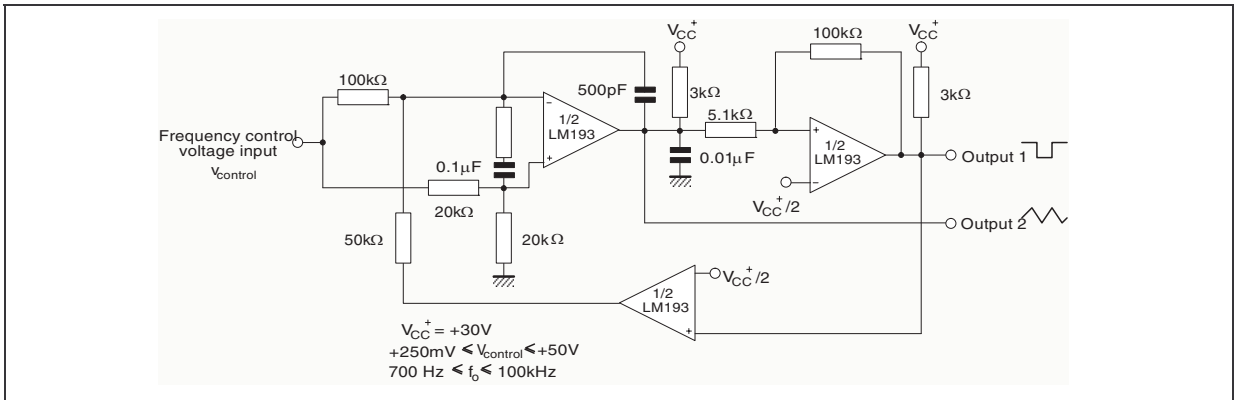 V_CC^+
100kΩ
V_CC^+
100kΩ
500pF
3kΩ
3kΩ
5.1kΩ
-
1/2
LM193
+
+
1/2
LM193
-
Frequency control
voltage input
v_control
0.1μF
0.01μF
Output 1
20kΩ
V_CC^+/2
50kΩ
20kΩ
Output 2
1/2
LM193
V_CC^+/2
+
V_CC^+ = +30V
+250mV ⩽ V_control ⩽ +50V
700 Hz ⩽ f_o ⩽ 100kHz